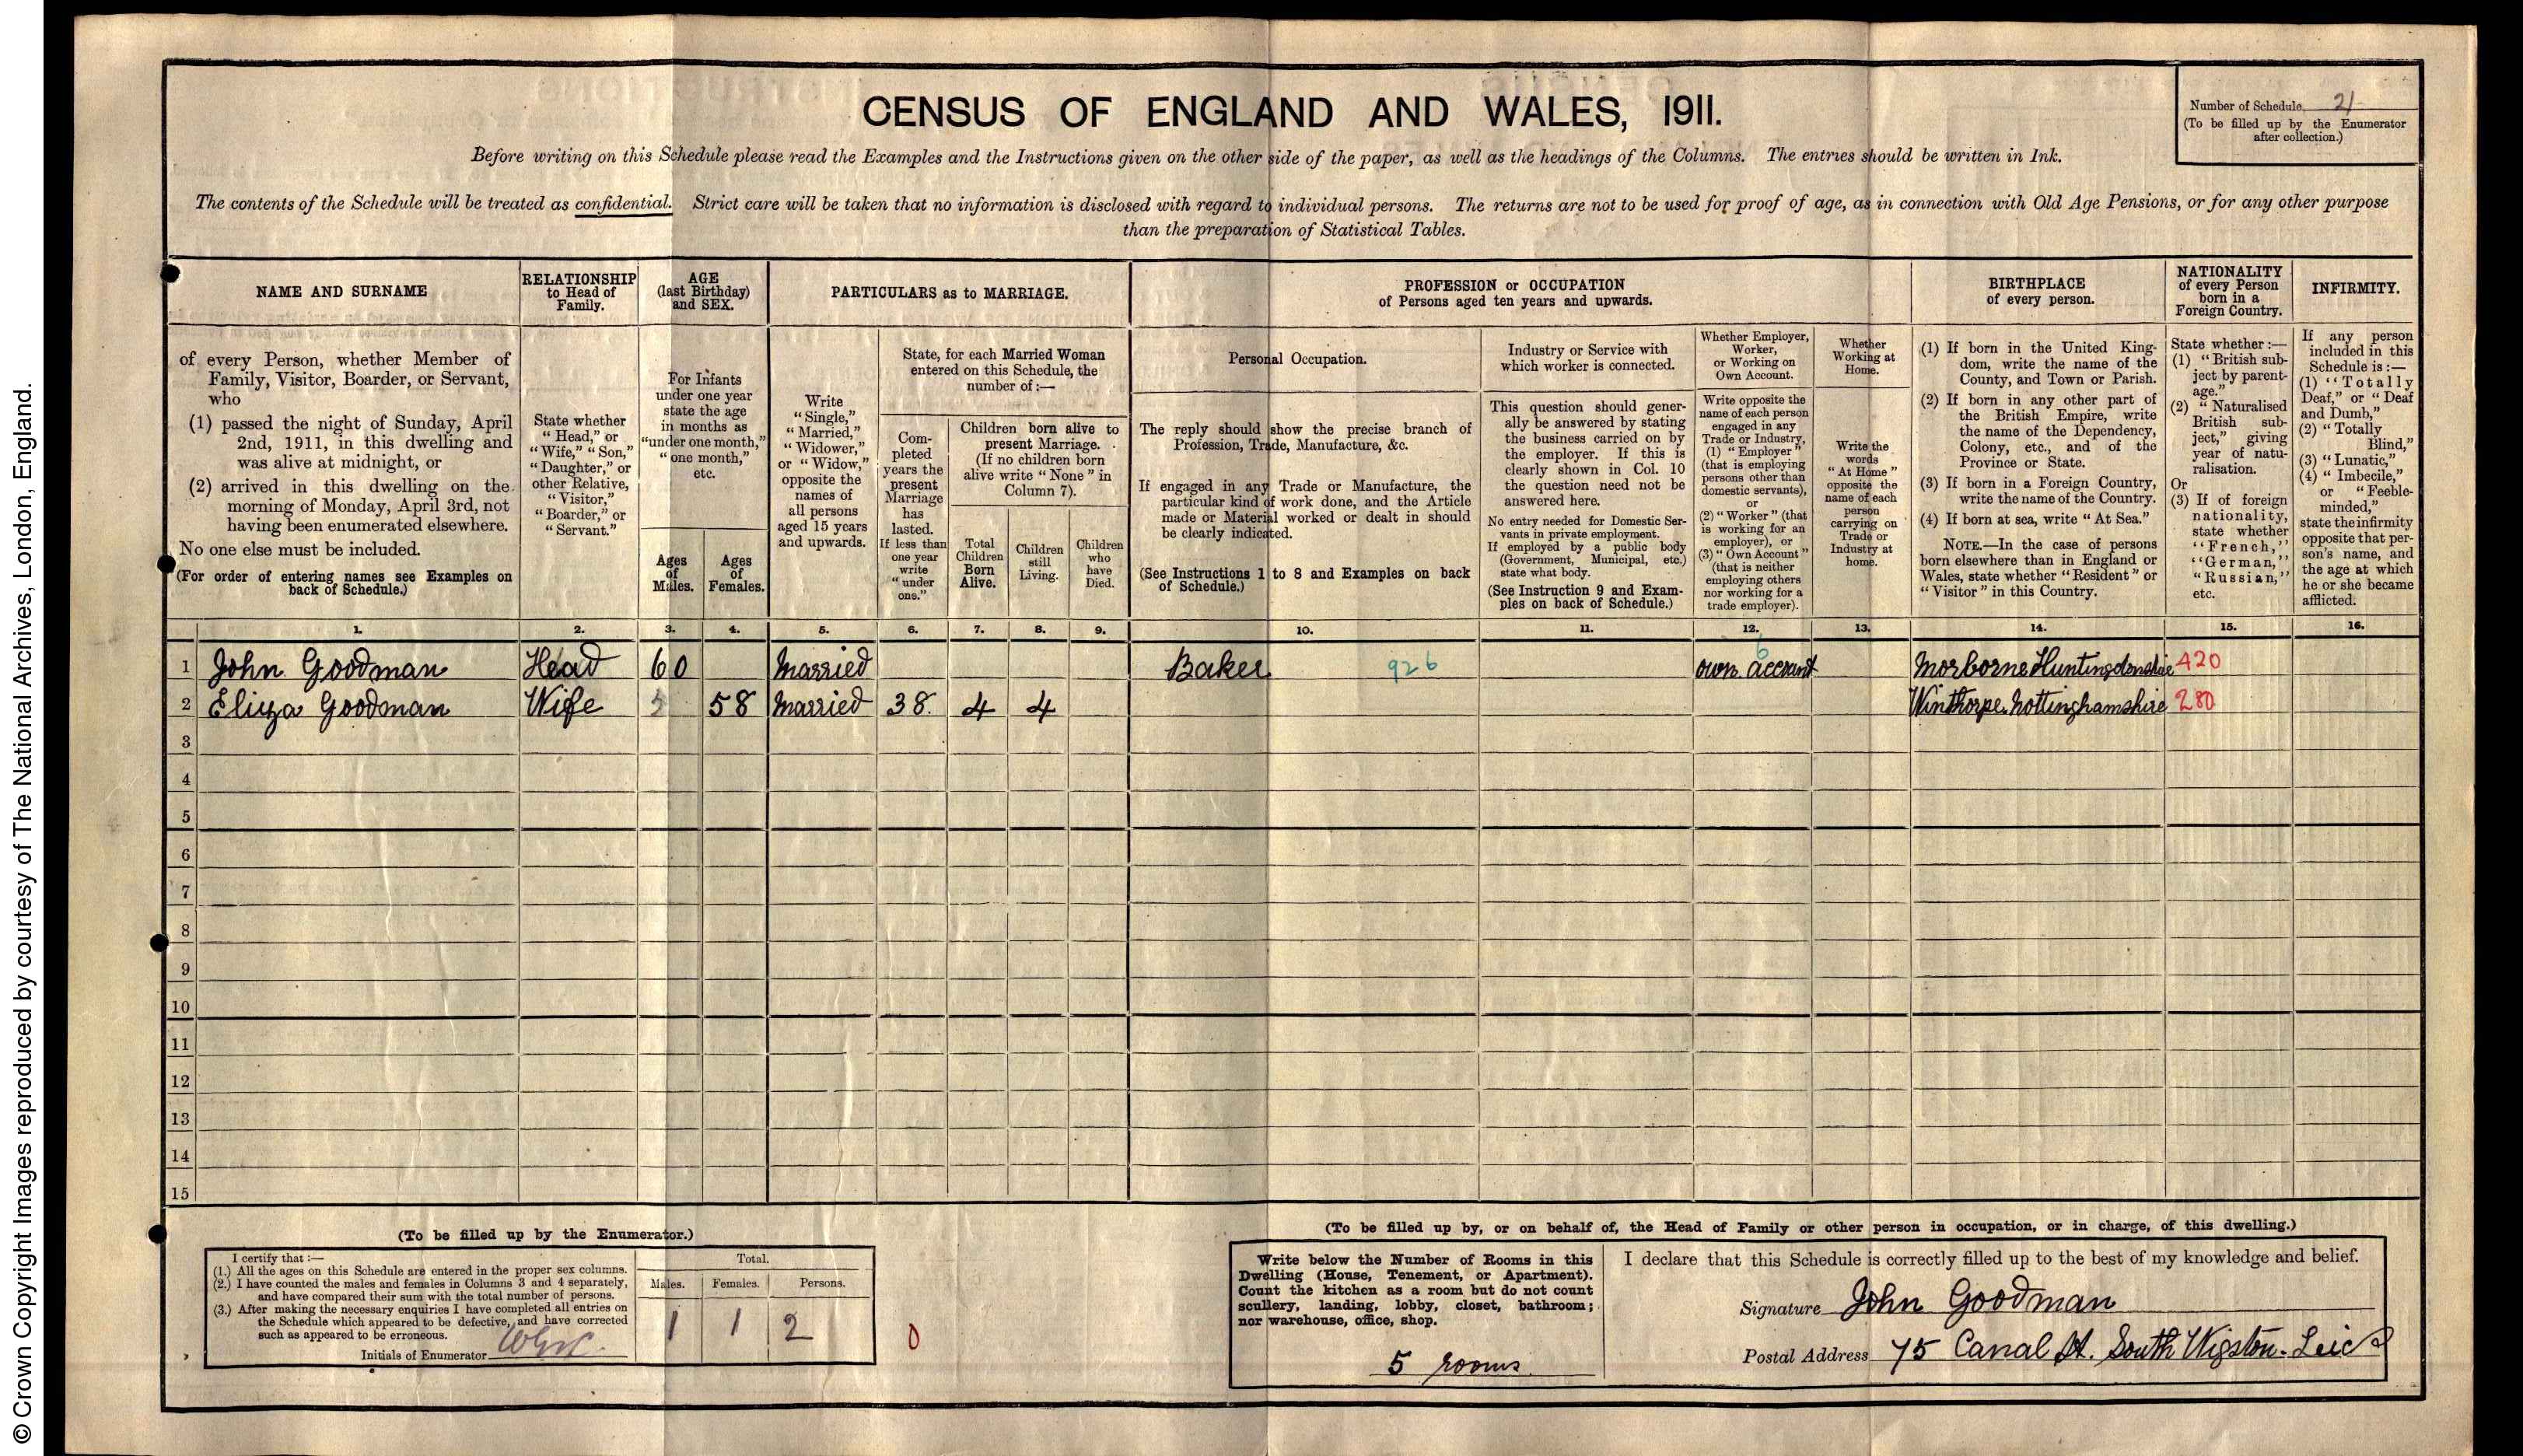 © Crown Copyright Images reproduced by courtesy of The National Archives, London, England.
CENSUS OF ENGLAND AND WALES, 1911.
Number of Schedule 21
(To be filled up by the Enumerator
after collection.)
Before writing on this Schedule please read the Examples and the Instructions given on the other side of the paper, as well as the headings of the Columns. The entries should be written in Ink.
The contents of the Schedule will be treated as confidential. Strict care will be taken that no information is disclosed with regard to individual persons. The returns are not to be used for proof of age, as in connection with Old Age Pensions, or for any other purpose
than the preparation of Statistical Tables.
NAME AND SURNAME
of every Person, whether Member of
Family, Visitor, Boarder, or Servant,
who
(1) passed the night of Sunday, April
2nd, 1911, in this dwelling and
was alive at midnight, or
(2) arrived in this dwelling on the
morning of Monday, April 3rd, not
having been enumerated elsewhere.
No one else must be included.
(For order of entering names see Examples on
back of Schedule.)
RELATIONSHIP
to Head of
Family.
State whether
"Head," or
"Wife," "Son,"
"Daughter," or
other Relative,
"Visitor,"
"Boarder," or
"Servant."
AGE
(last Birthday)
and SEX.
For Infants
under one year
state the age
in months as
"under one month,"
"one month,"
etc.
Ages
of
Males.
Ages
of
Females.
PARTICULARS as to MARRIAGE.
Write
"Single,"
"Married,"
"Widower,"
or "Widow,"
opposite the
names of
all persons
aged 15 years
and upwards.
State, for each Married Woman
entered on this Schedule, the
number of :—
Com-
pleted
years the
present
Marriage
has
lasted.
If less than
one year
write
"under
one."
Children born alive to
present Marriage.
(If no children born
alive write "None" in
Column 7).
Total
Children
Born
Alive.
Children
still
Living.
Children
who
have
Died.
PROFESSION or OCCUPATION
of Persons aged ten years and upwards.
Personal Occupation.
The reply should show the precise branch of
Profession, Trade, Manufacture, &c.
If engaged in any Trade or Manufacture, the
particular kind of work done, and the Article
made or Material worked or dealt in should
be clearly indicated.
(See Instructions 1 to 8 and Examples on back
of Schedule.)
Industry or Service with
which worker is connected.
This question should gener-
ally be answered by stating
the business carried on by
the employer. If this is
clearly shown in Col. 10
the question need not be
answered here.
No entry needed for Domestic Ser-
vants in private employment.
If employed by a public body
(Government, Municipal, etc.)
state what body.
(See Instruction 9 and Exam-
ples on back of Schedule.)
Whether Employer,
Worker,
or Working on
Own Account.
Write opposite the
name of each person
engaged in any
Trade or Industry,
(1) "Employer"
(that is employing
persons other than
domestic servants),
or
(2) "Worker" (that
is working for an
employer), or
(3) "Own Account"
(that is neither
employing others
nor working for a
trade employer).
Whether
Working at
Home.
Write the
words
"At Home"
opposite the
name of each
person
carrying on
Trade or
Industry at
home.
BIRTHPLACE
of every person.
(1) If born in the United King-
dom, write the name of the
County, and Town or Parish.
(2) If born in any other part of
the British Empire, write
the name of the Dependency,
Colony, etc., and of the
Province or State.
(3) If born in a Foreign Country,
write the name of the Country.
(4) If born at sea, write "At Sea."
NOTE.—In the case of persons
born elsewhere than in England or
Wales, state whether "Resident" or
"Visitor" in this Country.
NATIONALITY
of every Person
born in a
Foreign Country.
State whether :—
(1) "British sub-
ject by parent-
age."
(2) "Naturalised
British sub-
ject," giving
year of natu-
ralisation.
Or
(3) If of foreign
nationality,
state whether
"French,"
"German,"
"Russian,"
etc.
INFIRMITY.
If any person
included in this
Schedule is :—
(1) "Totally
Deaf," or "Deaf
and Dumb,"
(2) "Totally
Blind,"
(3) "Lunatic,"
(4) "Imbecile,"
or "Feeble-
minded,"
state the infirmity
opposite that per-
son's name, and
the age at which
he or she became
afflicted.
1. 2. 3. 4. 5. 6. 7. 8. 9. 10. 11. 12. 13. 14. 15. 16.
1 John Goodman Head 60 Married Baker 926 own account 6 Morborne Huntingdonshire 420
2 Eliza Goodman Wife 58 Married 38. 4 4 Winthorpe Nottinghamshire 280
3
4
5
6
7
8
9
10
11
12
13
14
15
(To be filled up by the Enumerator.)
I certify that :—
(1.) All the ages on this Schedule are entered in the proper sex columns.
(2.) I have counted the males and females in Columns 3 and 4 separately,
and have compared their sum with the total number of persons.
(3.) After making the necessary enquiries I have completed all entries on
the Schedule which appeared to be defective, and have corrected
such as appeared to be erroneous.
Initials of Enumerator
Total.
Males. Females. Persons.
1 1 2
0
(To be filled up by, or on behalf of, the Head of Family or other person in occupation, or in charge, of this dwelling.)
Write below the Number of Rooms in this
Dwelling (House, Tenement, or Apartment).
Count the kitchen as a room but do not count
scullery, landing, lobby, closet, bathroom;
nor warehouse, office, shop.
5 rooms
I declare that this Schedule is correctly filled up to the best of my knowledge and belief.
Signature John Goodman
Postal Address 75 Canal St. South Wigston. Leic